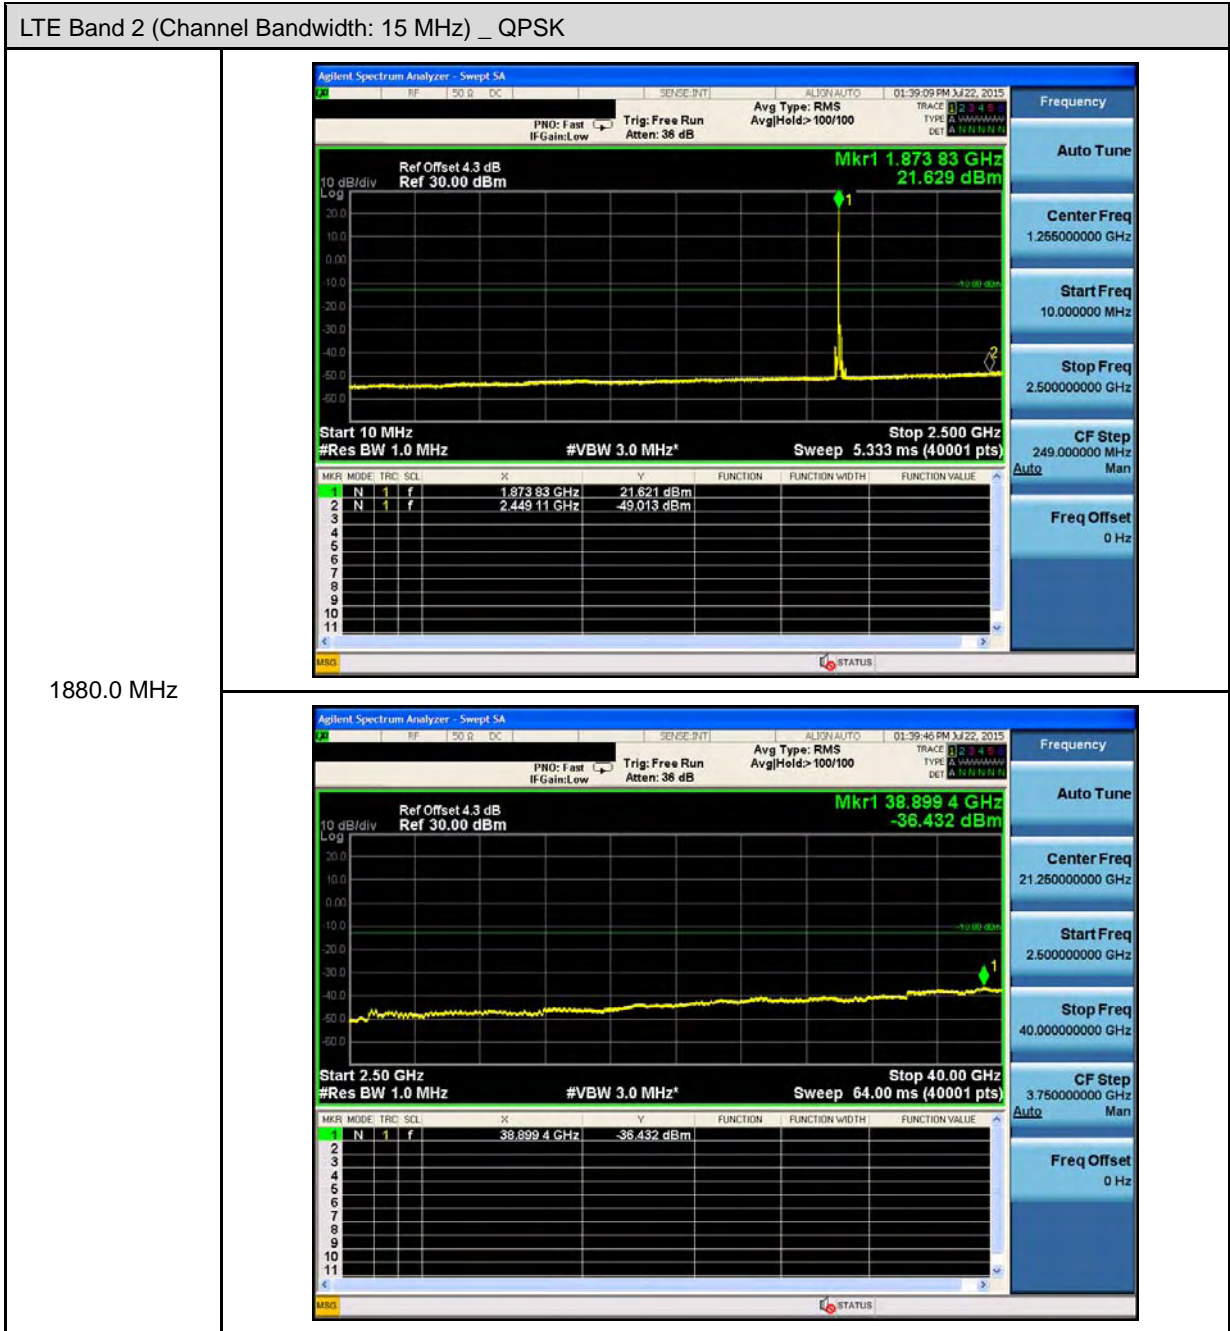 LTE Band 2 (Channel Bandwidth: 15 MHz) _ QPSK
1880.0 MHz
Agilent Spectrum Analyzer - Swept SA
RF 50 Ω DC SENSE:INT ALIGN AUTO 01:39:09 PM Jul 22, 2015
PNO: Fast Trig: Free Run Avg Type: RMS TRACE 1 2 3 4 5 6
IFGain:Low Atten: 36 dB Avg|Hold:> 100/100 TYPE A
DET A N N N N N
Mkr1 1.873 83 GHz
21.629 dBm
Ref Offset 4.3 dB
10 dB/div Ref 30.00 dBm
Log
20.0
10.0
0.00
-10.0
-20.0
-30.0
-40.0
-50.0
-60.0
1
2
Start 10 MHz Stop 2.500 GHz
#Res BW 1.0 MHz #VBW 3.0 MHz* Sweep 5.333 ms (40001 pts)
MKR MODE TRC SCL X Y FUNCTION FUNCTION WIDTH FUNCTION VALUE
1 N 1 f 1.873 83 GHz 21.621 dBm
2 N 1 f 2.449 11 GHz -49.013 dBm
3
4
5
6
7
8
9
10
11
MSG STATUS
Frequency
Auto Tune
Center Freq
1.255000000 GHz
Start Freq
10.000000 MHz
Stop Freq
2.500000000 GHz
CF Step
249.000000 MHz
Auto Man
Freq Offset
0 Hz
Agilent Spectrum Analyzer - Swept SA
RF 50 Ω DC SENSE:INT ALIGN AUTO 01:39:46 PM Jul 22, 2015
PNO: Fast Trig: Free Run Avg Type: RMS TRACE 1 2 3 4 5 6
IFGain:Low Atten: 36 dB Avg|Hold:> 100/100 TYPE A
DET A N N N N N
Mkr1 38.899 4 GHz
-36.432 dBm
Ref Offset 4.3 dB
10 dB/div Ref 30.00 dBm
Log
20.0
10.0
0.00
-10.0
-20.0
-30.0
-40.0
-50.0
-60.0
1
Start 2.50 GHz Stop 40.00 GHz
#Res BW 1.0 MHz #VBW 3.0 MHz* Sweep 64.00 ms (40001 pts)
MKR MODE TRC SCL X Y FUNCTION FUNCTION WIDTH FUNCTION VALUE
1 N 1 f 38.899 4 GHz -36.432 dBm
2
3
4
5
6
7
8
9
10
11
MSG STATUS
Frequency
Auto Tune
Center Freq
21.250000000 GHz
Start Freq
2.500000000 GHz
Stop Freq
40.000000000 GHz
CF Step
3.750000000 GHz
Auto Man
Freq Offset
0 Hz